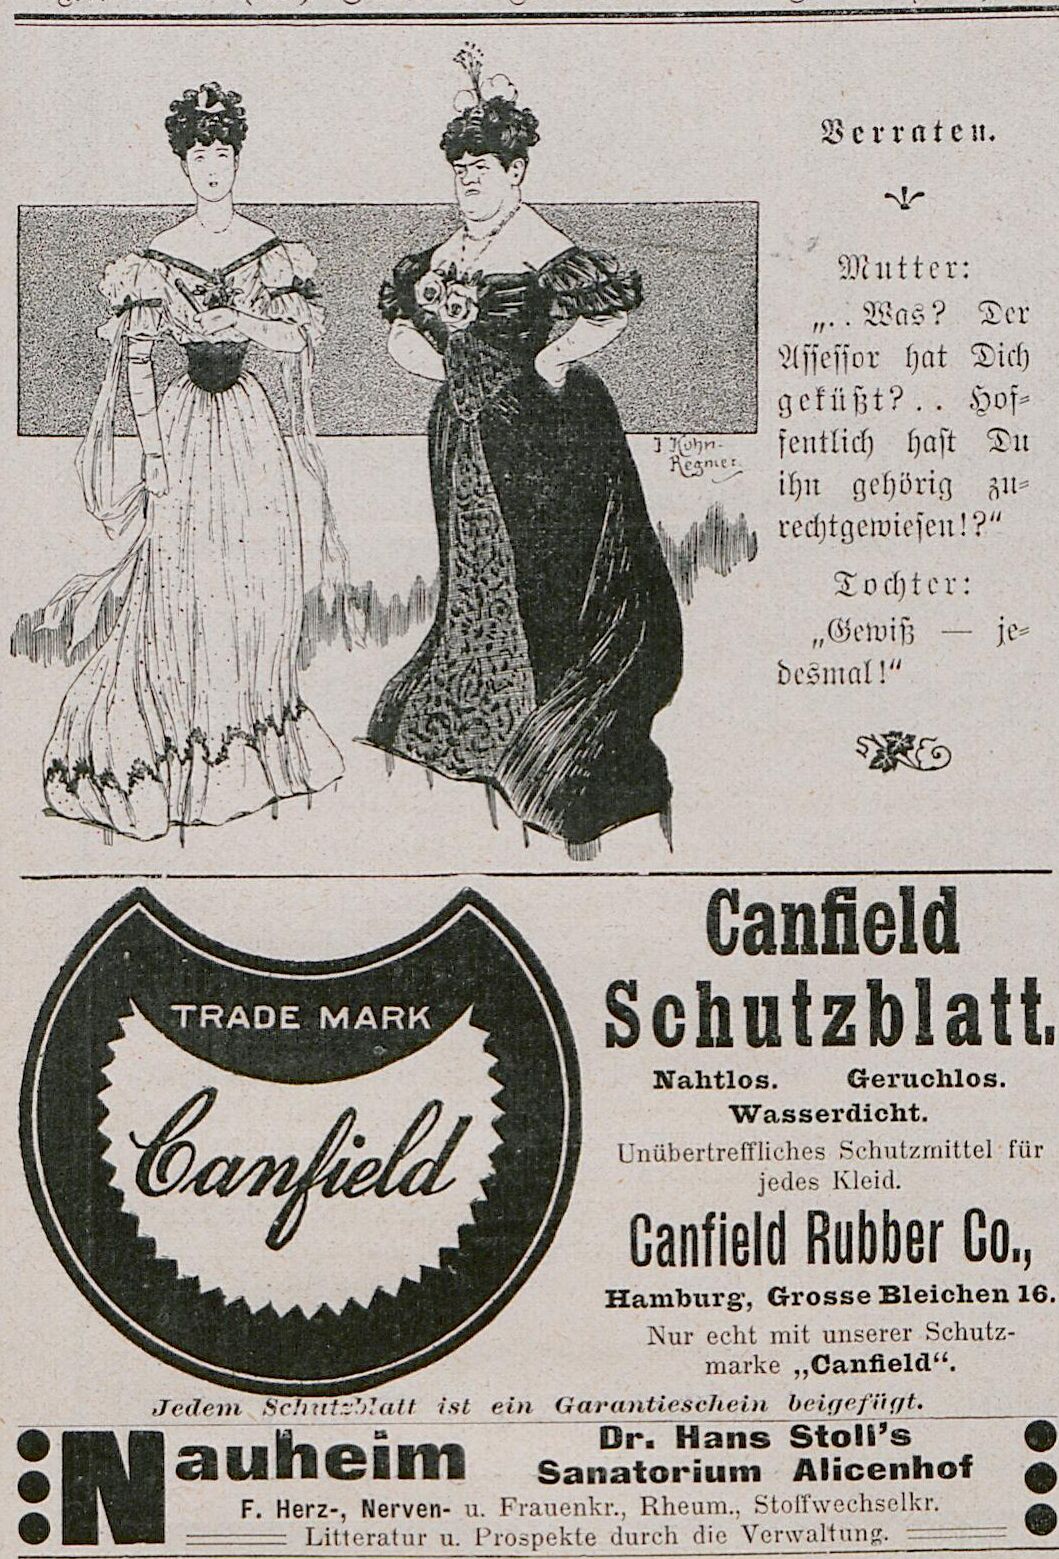 Verraten.
Mutter:
„.. Was? Der
Assessor hat Dich
geküßt? .. Hof-
fentlich hast Du
ihn gehörig zu-
rechtgewiesen!?“
Tochter:
„Gewiß — je-
desmal!“
J Kohn-
Regnier.
TRADE MARK
Canfield
Canfield
Schutzblatt.
Nahtlos. Geruchlos.
Wasserdicht.
Unübertreffliches Schutzmittel für
jedes Kleid.
Canfield Rubber Co.,
Hamburg, Grosse Bleichen 16.
Nur echt mit unserer Schutz-
marke „Canfield“.
Jedem Schutzblatt ist ein Garantieschein beigefügt.
Nauheim
Dr. Hans Stoll's
Sanatorium Alicenhof
F. Herz-, Nerven- u. Frauenkr., Rheum., Stoffwechselkr.
Litteratur u. Prospekte durch die Verwaltung.